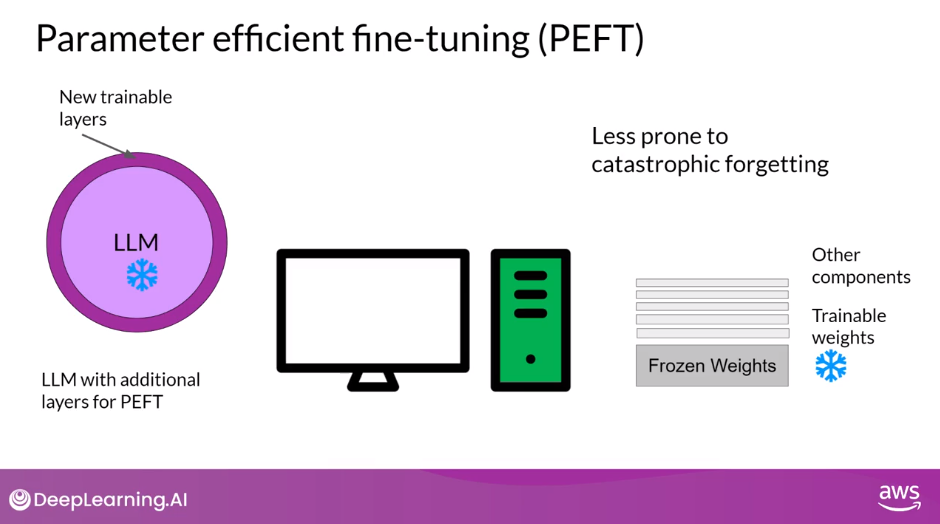 Parameter efficient fine-tuning (PEFT)
New trainable
layers
LLM
LLM with additional
layers for PEFT
Less prone to
catastrophic forgetting
Other
components
Trainable
weights
Frozen Weights
DeepLearning.AI
aws